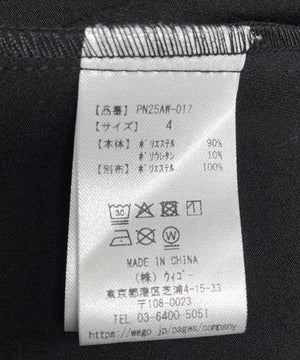 【品番】 PN25AW-017
【サイズ】 4
【本体】 ポリエステル 90%
ポリウレタン 10%
【別布】 ポリエステル 100%
30
MADE IN CHINA
(株) ウィゴー
東京都港区芝浦4-15-33
〒108-0023
TEL 03-6400-5051
https://wego.jp/pages/company